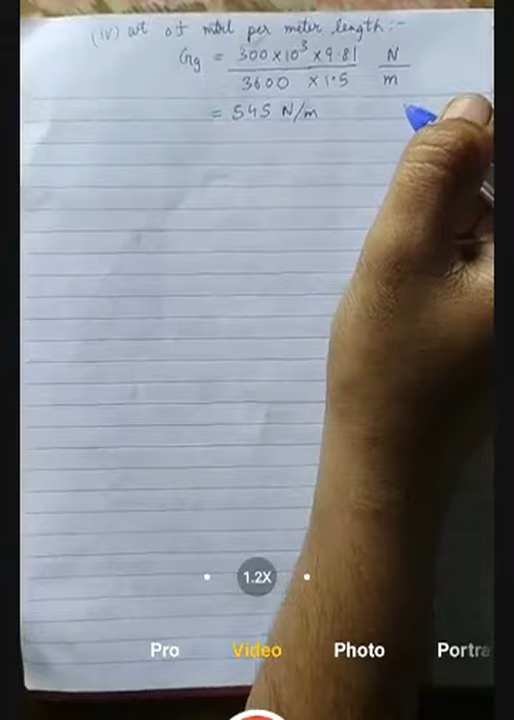 (iv) wt of mtrl per meter length:-
Gg = 300×10³×9.81 / 3600 ×1.5 N/m
= 545 N/m
1.2X
Pro Video Photo Portra